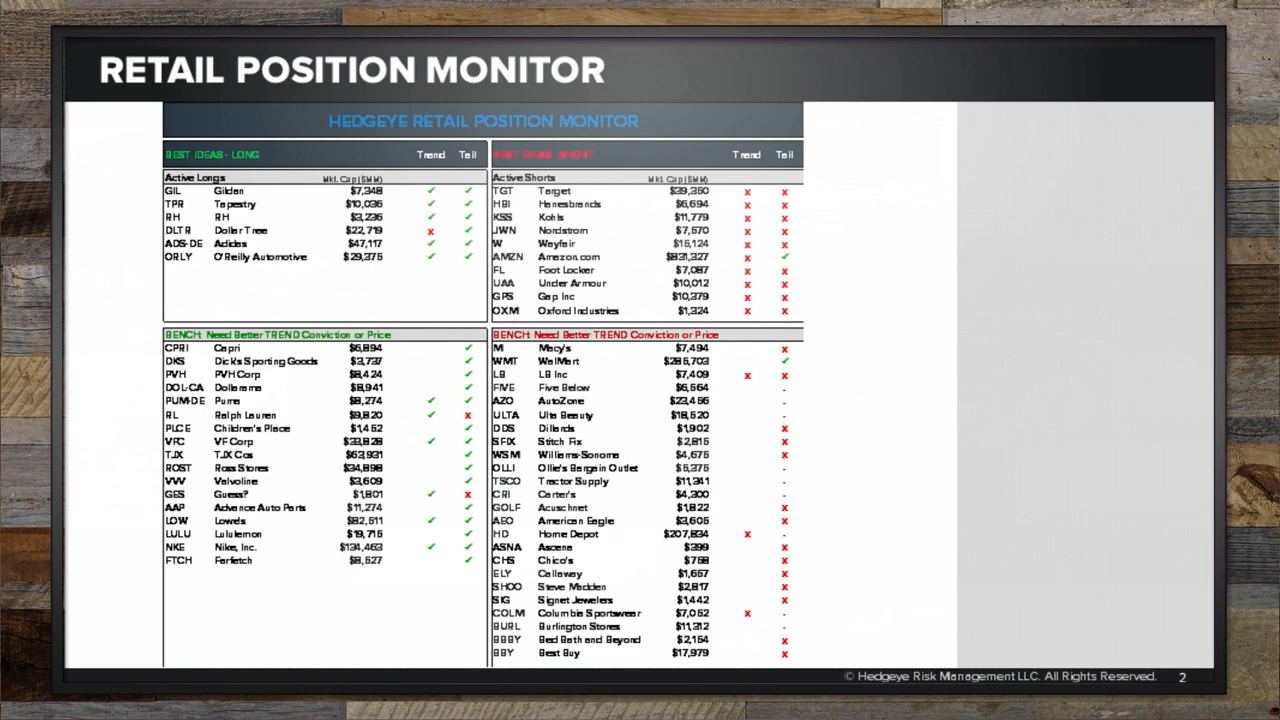 RETAIL POSITION MONITOR
HEDGEYE RETAIL POSITION MONITOR
BEST IDEAS - LONG Trend Tail
Active Longs Mkt. Cap ($MM)
GIL Gildan $7,348 ✓ ✓
TPR Tapestry $10,036 ✓ ✓
RH RH $3,236 ✓ ✓
DLTR Dollar Tree $22,719 x ✓
ADS-DE Adidas $47,117 ✓ ✓
ORLY O'Reilly Automotive $29,375 ✓ ✓
BENCH: Need Better TREND Conviction or Price
CPRI Capri $6,894 ✓
DKS Dick's Sporting Goods $3,737 ✓
PVH PVH Corp $8,424 ✓
DOL-CA Dollarama $8,941 ✓
PUM-DE Puma $8,274 ✓ ✓
RL Ralph Lauren $9,820 ✓ x
PLCE Children's Place $1,452 ✓
VFC VF Corp $33,828 ✓ ✓
TJX TJX Cos $63,931 ✓
ROST Ross Stores $34,898 ✓
VVV Valvoline $3,609 ✓
GES Guess? $1,801 ✓ x
AAP Advance Auto Parts $11,274 ✓
LOW Lowe's $82,511 ✓ ✓
LULU Lululemon $19,715 ✓
NKE Nike, Inc. $134,463 ✓ ✓
FTCH Farfetch $8,527 ✓
Trend Tail
Active Shorts Mkt. Cap ($MM)
TGT Target $39,350 x x
HBI Hanesbrands $6,694 x x
KSS Kohls $11,779 x x
JWN Nordstrom $7,570 x x
W Wayfair $15,124 x x
AMZN Amazon.com $831,327 x ✓
FL Foot Locker $7,087 x x
UAA Under Armour $10,012 x x
GPS Gap Inc $10,379 x x
OXM Oxford Industries $1,324 x x
BENCH: Need Better TREND Conviction or Price
M Macy's $7,494 x
WMT WalMart $285,703 ✓
LB LB Inc $7,409 x x
FIVE Five Below $6,564 -
AZO AutoZone $23,456 -
ULTA Ulta Beauty $18,520 -
DDS Dillards $1,902 x
SFIX Stitch Fix $2,815 x
WSM Williams-Sonoma $4,675 x
OLLI Ollie's Bargain Outlet $5,375 -
TSCO Tractor Supply $11,341 -
CRI Carter's $4,300 -
GOLF Acuschnet $1,822 x
AEO American Eagle $3,605 x
HD Home Depot $207,834 x -
ASNA Ascena $399 x
CHS Chico's $758 x
ELY Callaway $1,657 x
SHOO Steve Madden $2,817 x
SIG Signet Jewelers $1,442 x
COLM Columbia Sportswear $7,052 x -
BURL Burlington Stores $11,312 -
BBBY Bed Bath and Beyond $2,154 x
BBY Best Buy $17,979 x
© Hedgeye Risk Management LLC. All Rights Reserved. 2